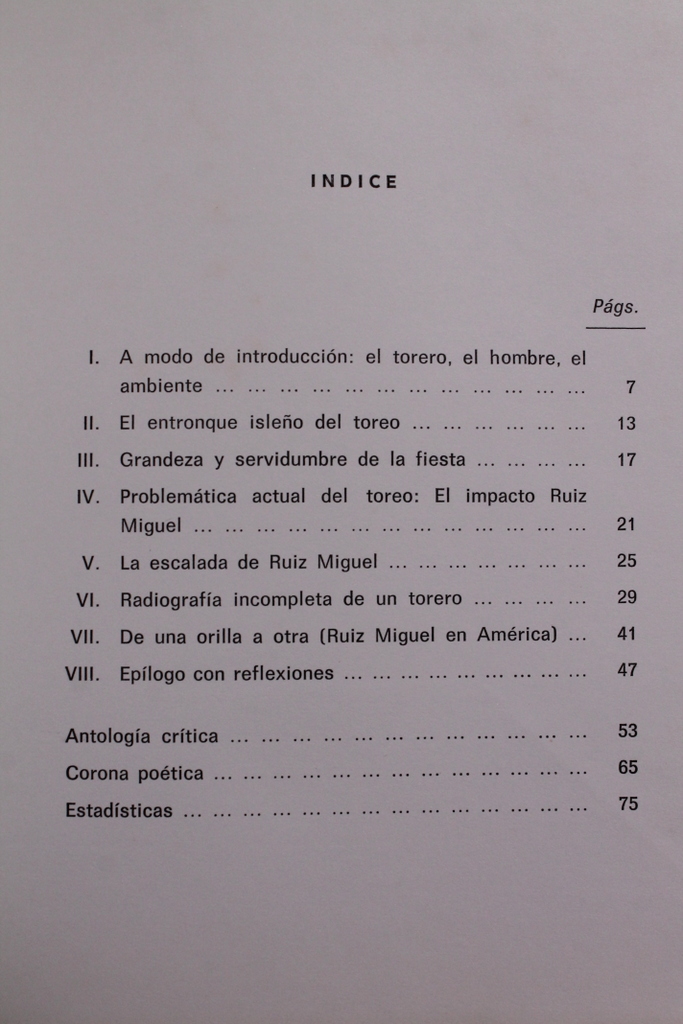 INDICE
Págs.
I. A modo de introducción: el torero, el hombre, el
ambiente ... ... ... ... ... ... ... ... ... ... ... ... 7
II. El entronque isleño del toreo ... ... ... ... ... ... 13
III. Grandeza y servidumbre de la fiesta ... ... ... ... 17
IV. Problemática actual del toreo: El impacto Ruiz
Miguel ... ... ... ... ... ... ... ... ... ... ... ... ... 21
V. La escalada de Ruiz Miguel ... ... ... ... ... ... ... 25
VI. Radiografía incompleta de un torero ... ... ... ... 29
VII. De una orilla a otra (Ruiz Miguel en América) ... 41
VIII. Epílogo con reflexiones ... ... ... ... ... ... ... ... ... 47
Antología crítica ... ... ... ... ... ... ... ... ... ... ... ... 53
Corona poética ... ... ... ... ... ... ... ... ... ... ... ... ... 65
Estadísticas ... ... ... ... ... ... ... ... ... ... ... ... ... ... 75